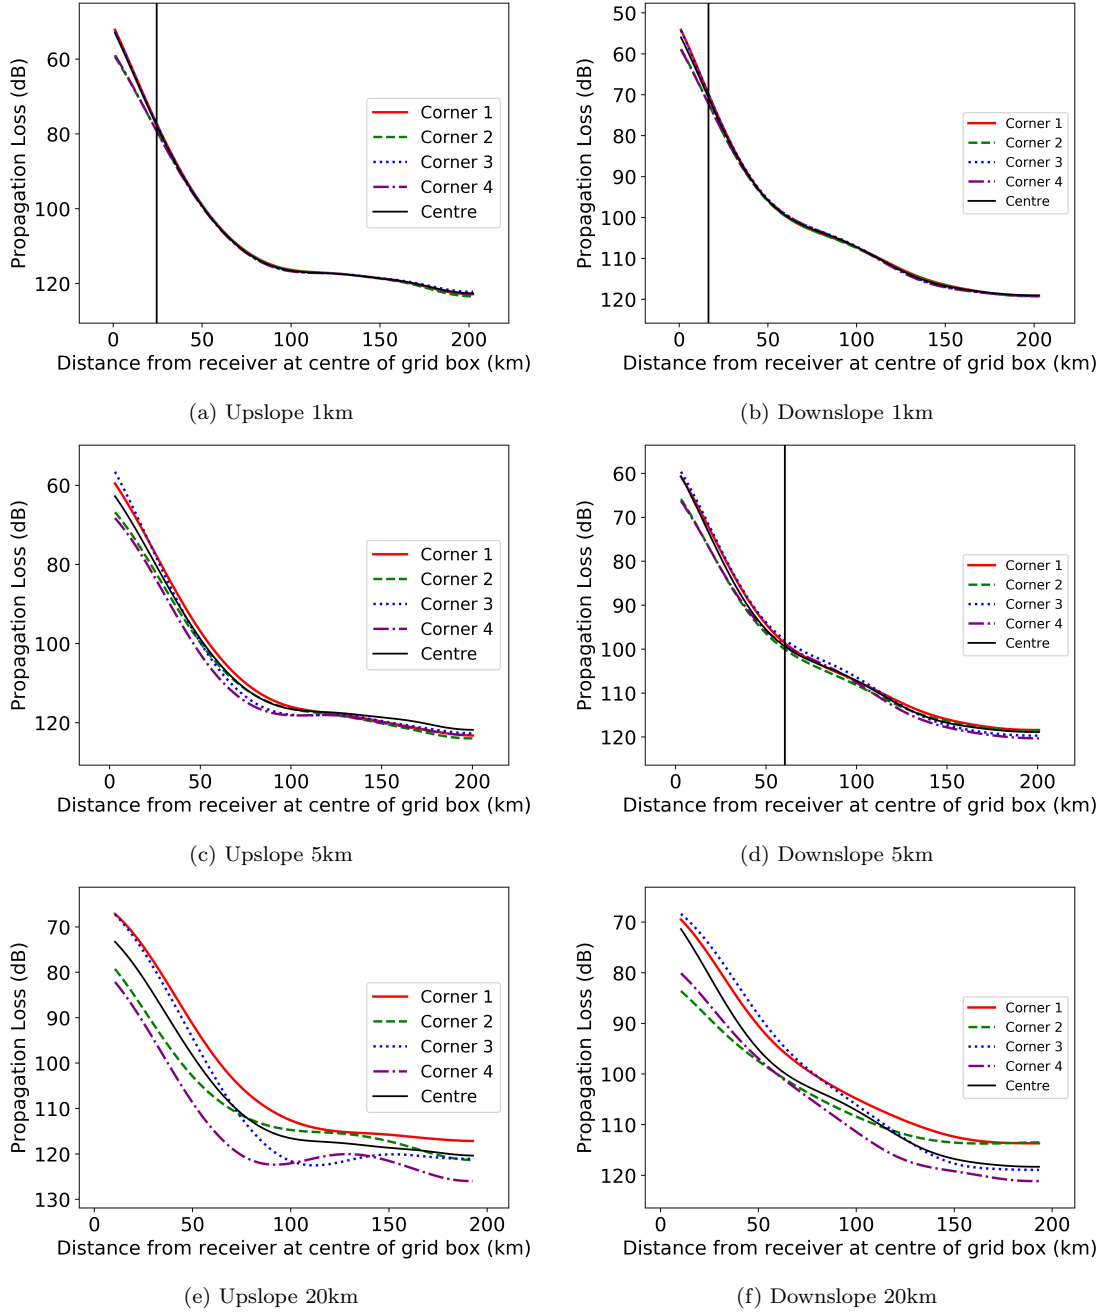 60
80
100
120
Propagation Loss (dB)
Corner 1
Corner 2
Corner 3
Corner 4
Centre
0 50 100 150 200
Distance from receiver at centre of grid box (km)
(a) Upslope 1km
50
60
70
80
90
100
110
120
Propagation Loss (dB)
Corner 1
Corner 2
Corner 3
Corner 4
Centre
0 50 100 150 200
Distance from receiver at centre of grid box (km)
(b) Downslope 1km
60
80
100
120
Propagation Loss (dB)
Corner 1
Corner 2
Corner 3
Corner 4
Centre
0 50 100 150 200
Distance from receiver at centre of grid box (km)
(c) Upslope 5km
60
70
80
90
100
110
120
Propagation Loss (dB)
Corner 1
Corner 2
Corner 3
Corner 4
Centre
0 50 100 150 200
Distance from receiver at centre of grid box (km)
(d) Downslope 5km
70
80
90
100
110
120
130
Propagation Loss (dB)
Corner 1
Corner 2
Corner 3
Corner 4
Centre
0 50 100 150 200
Distance from receiver at centre of grid box (km)
(e) Upslope 20km
70
80
90
100
110
120
Propagation Loss (dB)
Corner 1
Corner 2
Corner 3
Corner 4
Centre
0 50 100 150 200
Distance from receiver at centre of grid box (km)
(f) Downslope 20km